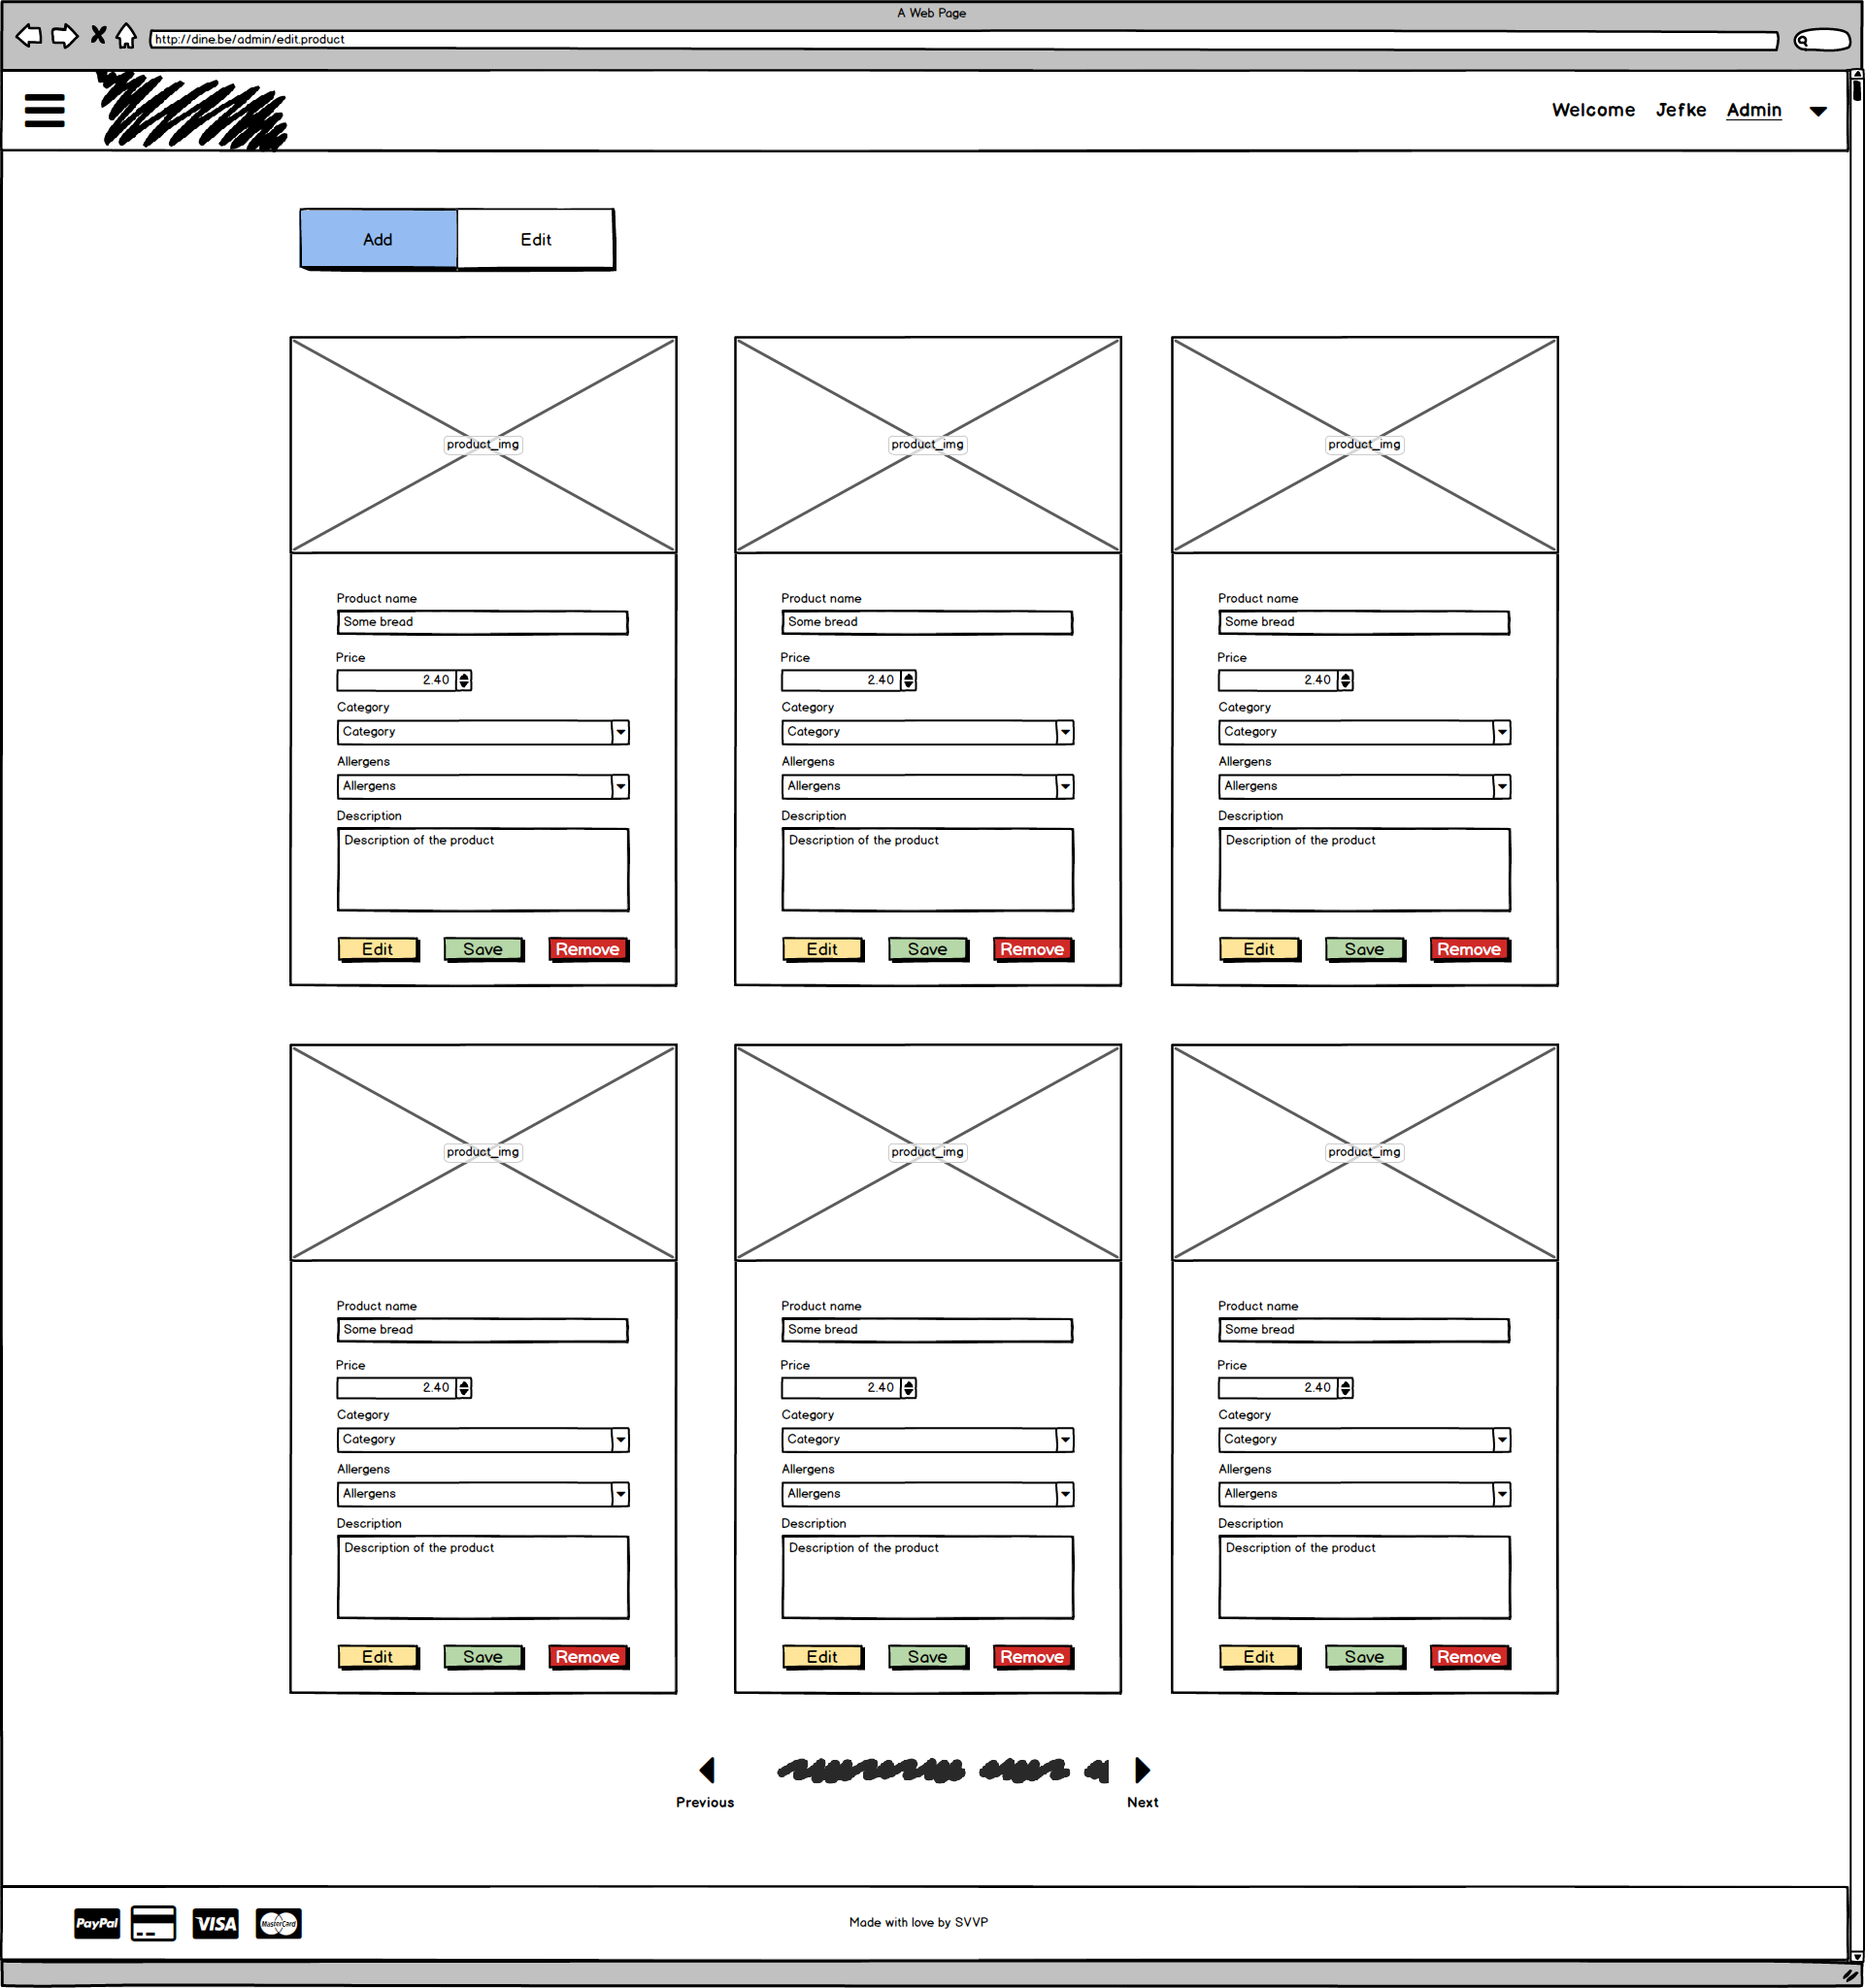 A Web Page
http://dine.be/admin/edit.product
Welcome Jefke Admin
Add Edit
product_img product_img product_img
Product name Product name Product name
Some bread Some bread Some bread
Price Price Price
2.40 2.40 2.40
Category Category Category
Category Category Category
Allergens Allergens Allergens
Allergens Allergens Allergens
Description Description Description
Description of the product Description of the product Description of the product
Edit Save Remove Edit Save Remove Edit Save Remove
product_img product_img product_img
Product name Product name Product name
Some bread Some bread Some bread
Price Price Price
2.40 2.40 2.40
Category Category Category
Category Category Category
Allergens Allergens Allergens
Allergens Allergens Allergens
Description Description Description
Description of the product Description of the product Description of the product
Edit Save Remove Edit Save Remove Edit Save Remove
Previous Next
PayPal VISA MasterCard Made with love by SVVP